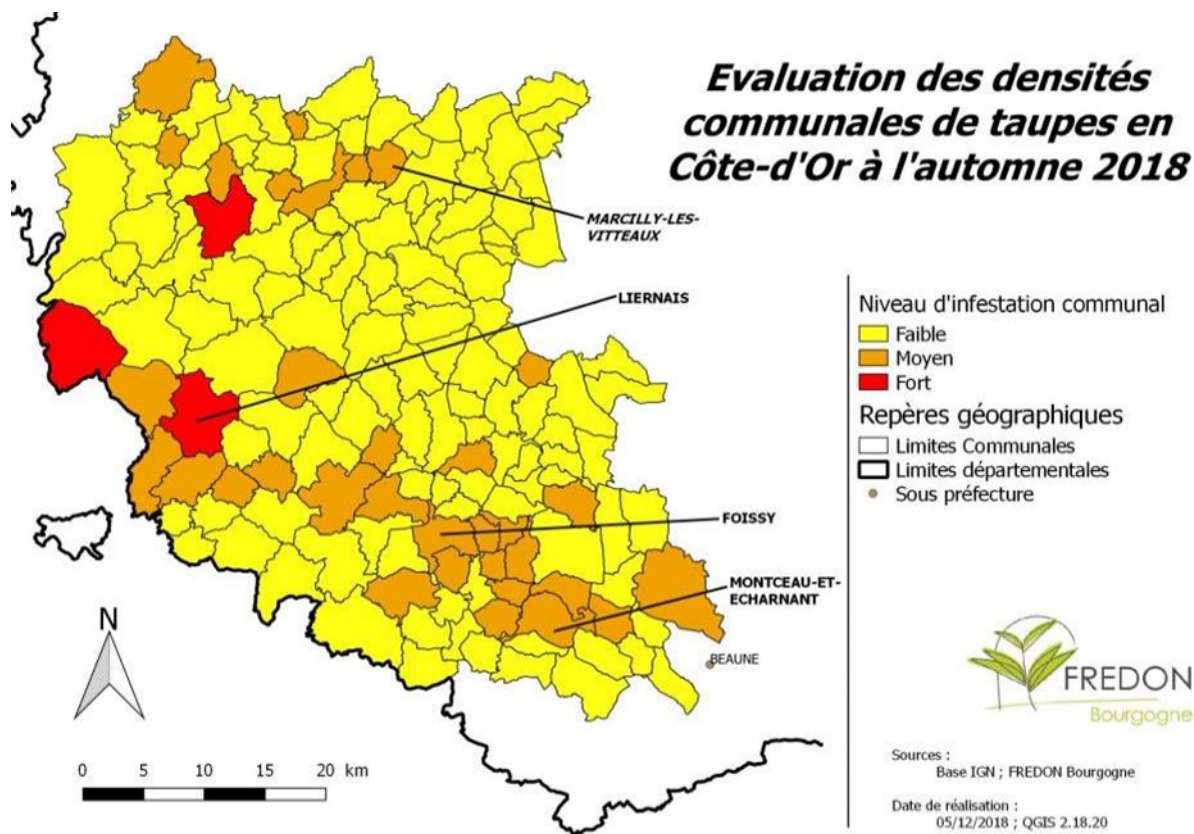 Evaluation des densités
communales de taupes en
Côte-d'Or à l'automne 2018
MARCILLY-LES-
VITTEAUX
LIERNAIS
FOISSY
MONTCEAU-ET-
ECHARNANT
BEAUNE
Niveau d'infestation communal
Faible
Moyen
Fort
Repères géographiques
Limites Communales
Limites départementales
Sous préfecture
N
0 5 10 15 20 km
FREDON
Bourgogne
Sources :
Base IGN ; FREDON Bourgogne
Date de réalisation :
05/12/2018 ; QGIS 2.18.20